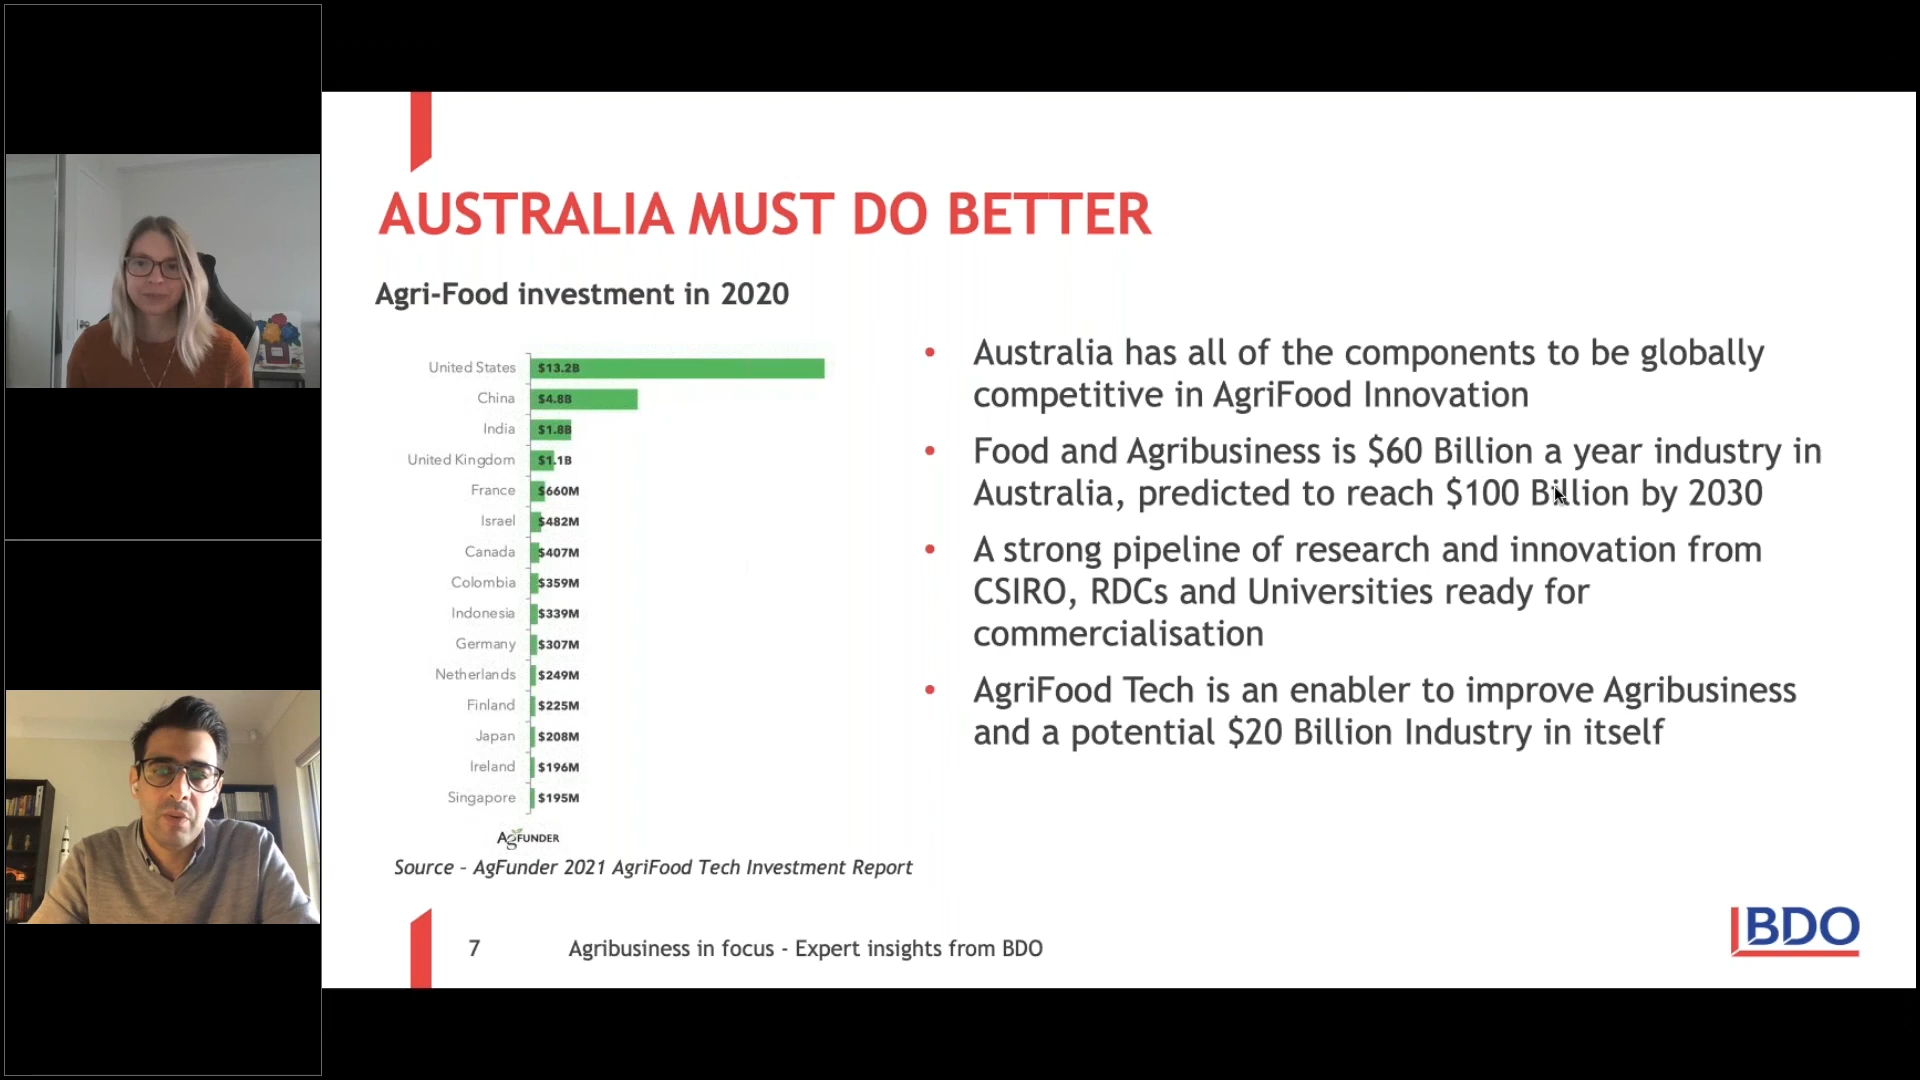 AUSTRALIA MUST DO BETTER
Agri-Food investment in 2020
United States $13.2B
China $4.8B
India $1.8B
United Kingdom $1.1B
France $660M
Israel $482M
Canada $407M
Colombia $359M
Indonesia $339M
Germany $307M
Netherlands $249M
Finland $225M
Japan $208M
Ireland $196M
Singapore $195M
AgFUNDER
Source – AgFunder 2021 AgriFood Tech Investment Report
• Australia has all of the components to be globally
competitive in AgriFood Innovation
• Food and Agribusiness is $60 Billion a year industry in
Australia, predicted to reach $100 Billion by 2030
• A strong pipeline of research and innovation from
CSIRO, RDCs and Universities ready for
commercialisation
• AgriFood Tech is an enabler to improve Agribusiness
and a potential $20 Billion Industry in itself
7 Agribusiness in focus - Expert insights from BDO
BDO